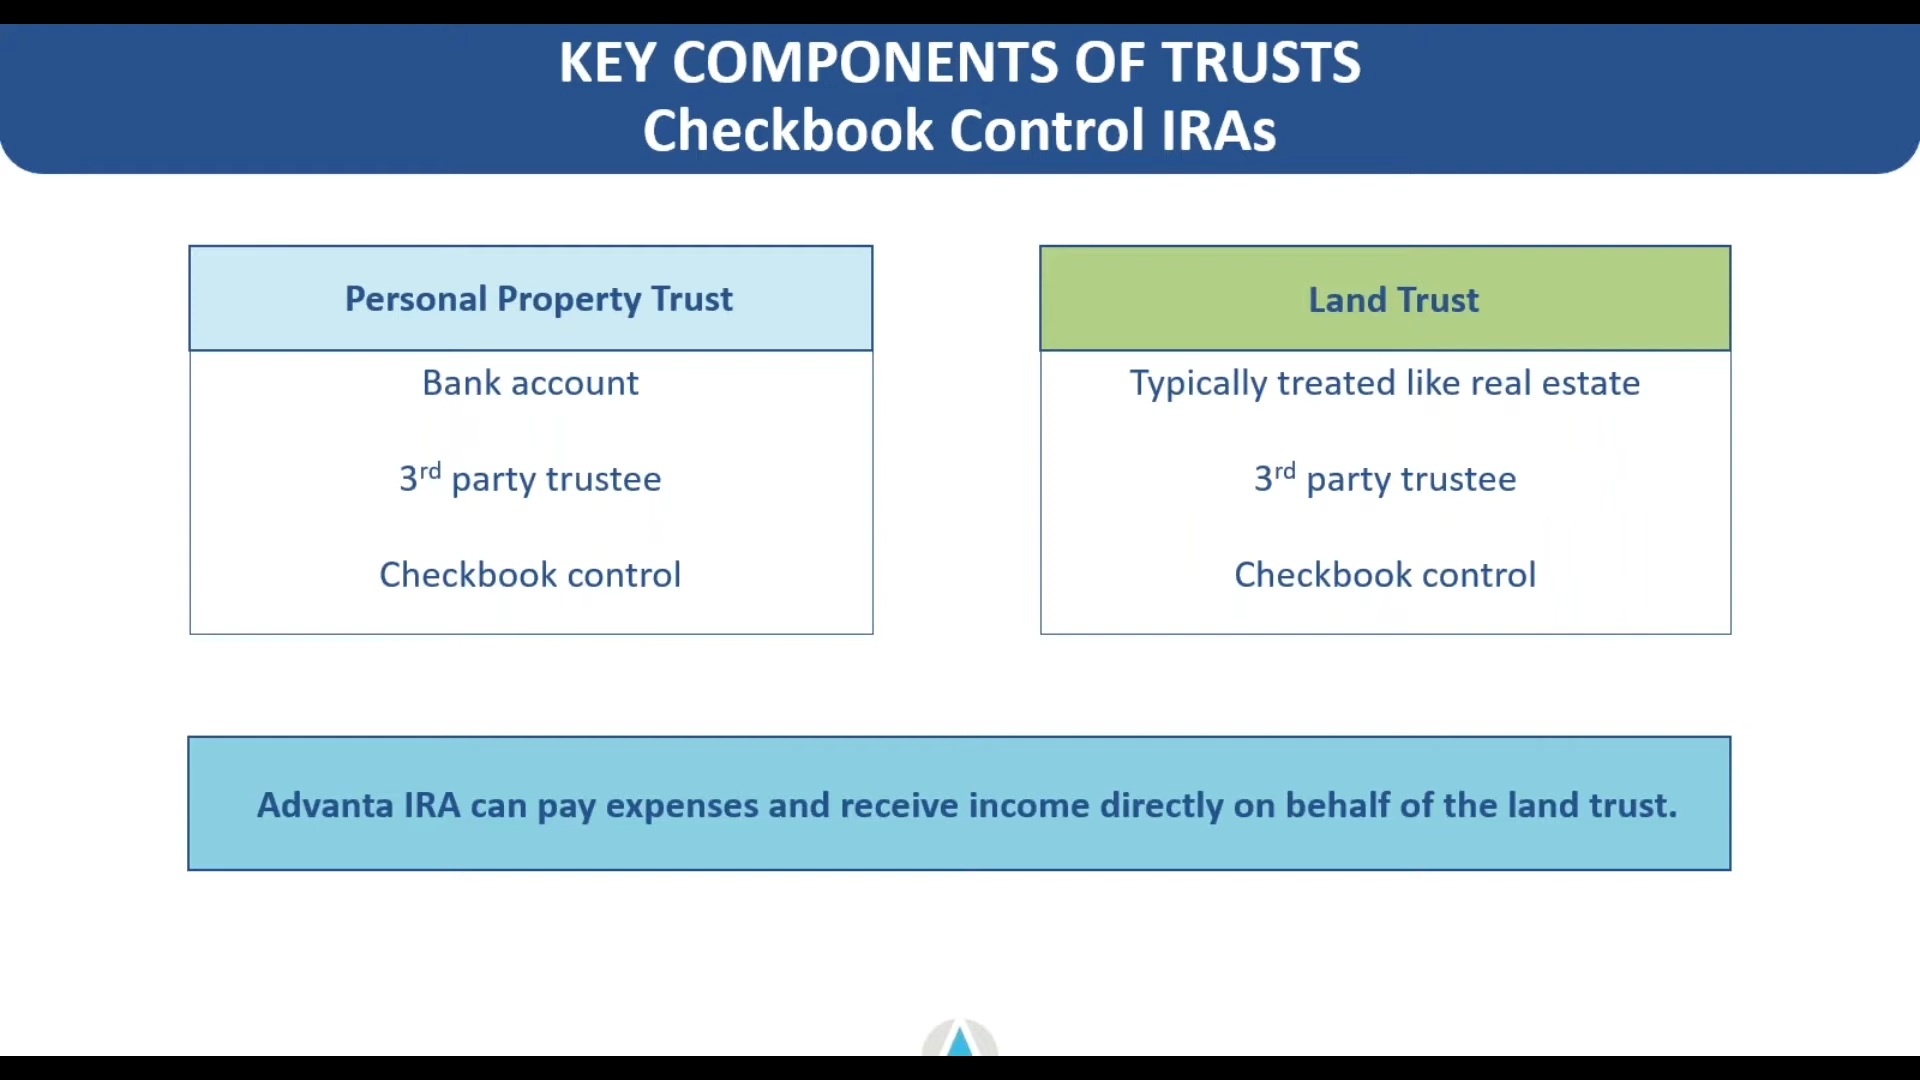 KEY COMPONENTS OF TRUSTS
Checkbook Control IRAs
Personal Property Trust
Bank account
3rd party trustee
Checkbook control
Land Trust
Typically treated like real estate
3rd party trustee
Checkbook control
Advanta IRA can pay expenses and receive income directly on behalf of the land trust.